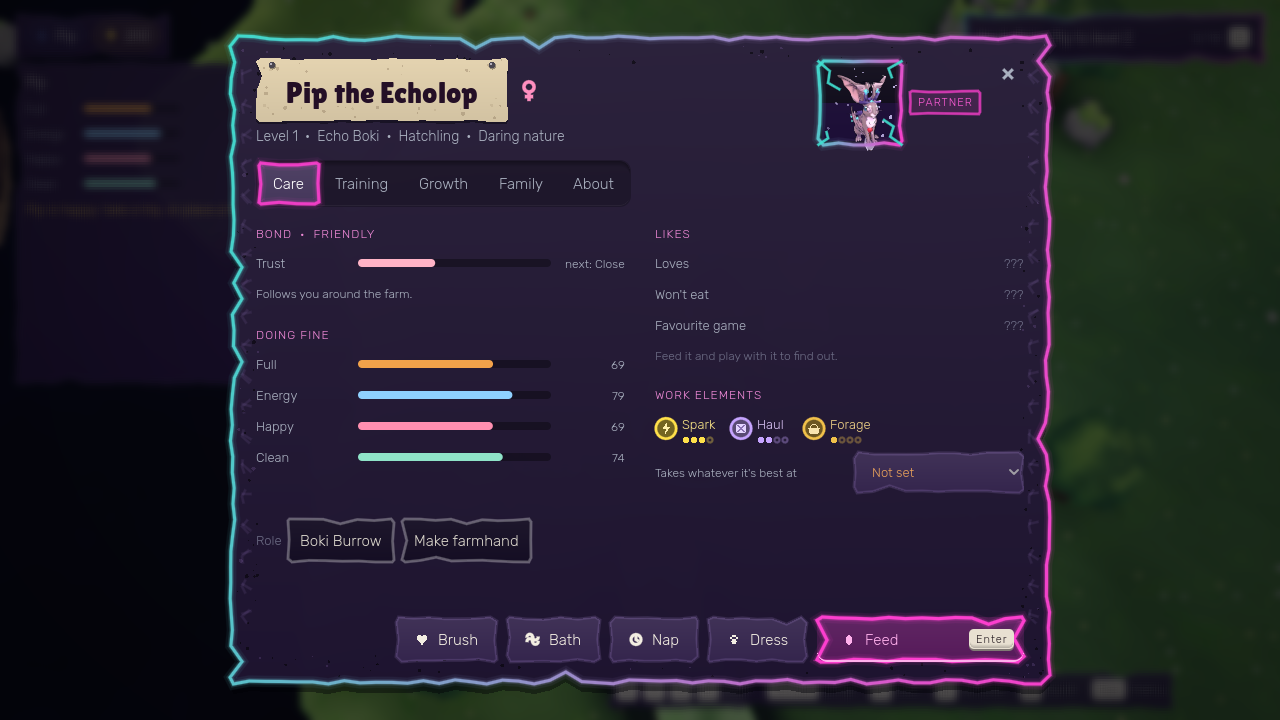 Pip the Echolop
PARTNER
Level 1 • Echo Boki • Hatchling • Daring nature
Care Training Growth Family About
BOND • FRIENDLY
Trust next: Close
Follows you around the farm.
DOING FINE
Full 69
Energy 79
Happy 69
Clean 74
LIKES
Loves ???
Won't eat ???
Favourite game ???
Feed it and play with it to find out.
WORK ELEMENTS
Spark Haul Forage
Takes whatever it's best at Not set
Role Boki Burrow Make farmhand
Brush Bath Nap Dress Feed Enter